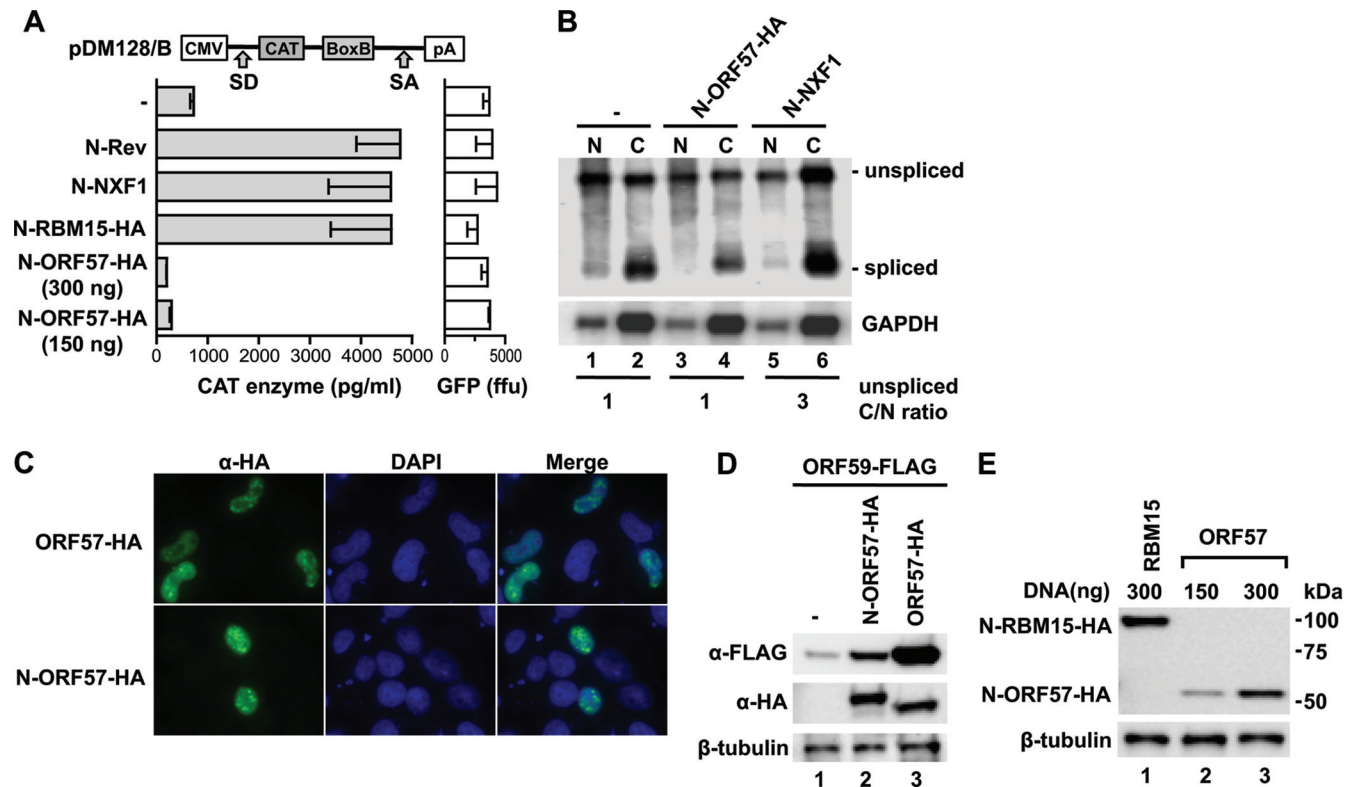 A
pDM128/B CMV CAT BoxB pA
SD SA
-
N-Rev
N-NXF1
N-RBM15-HA
N-ORF57-HA
(300 ng)
N-ORF57-HA
(150 ng)
0 1000 2000 3000 4000 5000 0 5000
CAT enzyme (pg/ml) GFP (ffu)
B
- N-ORF57-HA N-NXF1
N C N C N C
- unspliced
- spliced
GAPDH
1 2 3 4 5 6
1 1 3 unspliced
C/N ratio
C
α-HA DAPI Merge
ORF57-HA
N-ORF57-HA
D
ORF59-FLAG
- N-ORF57-HA ORF57-HA
α-FLAG
α-HA
β-tubulin
1 2 3
E
RBM15 ORF57
DNA(ng) 300 150 300 kDa
N-RBM15-HA -100
-75
N-ORF57-HA -50
β-tubulin
1 2 3